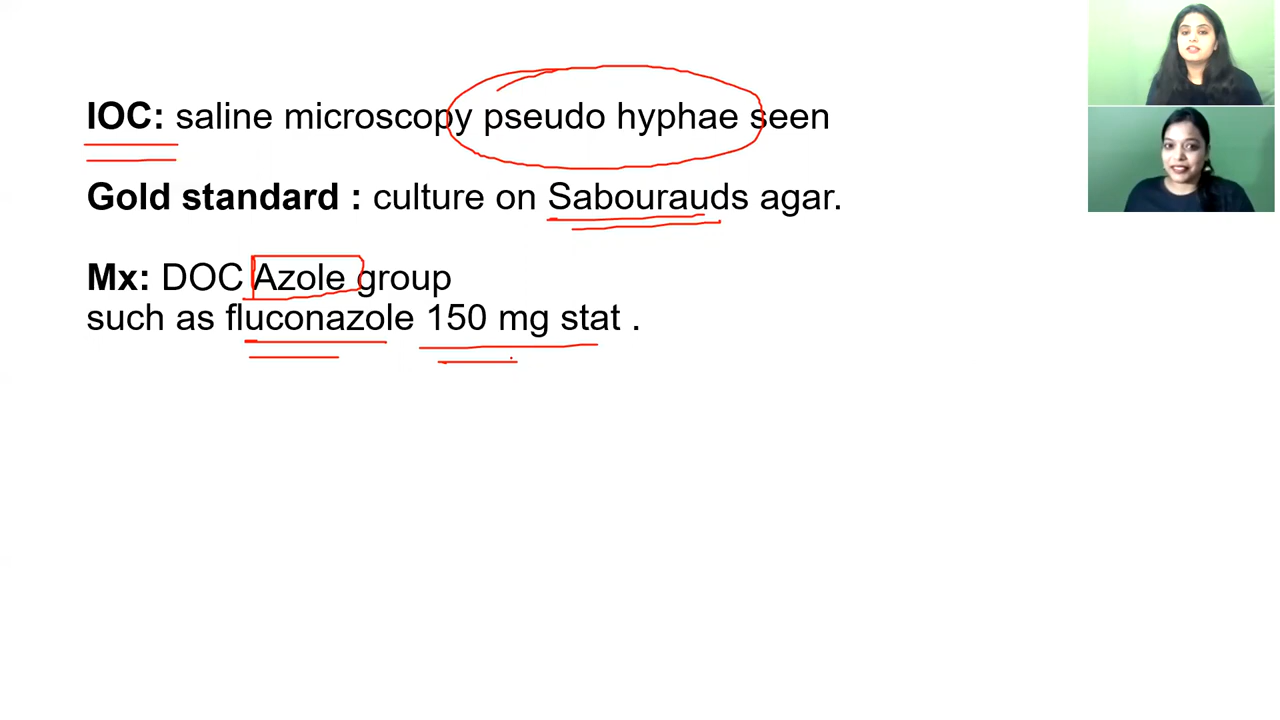 IOC: saline microscopy pseudo hyphae seen
Gold standard : culture on Sabourauds agar.
Mx: DOC Azole group
such as fluconazole 150 mg stat .